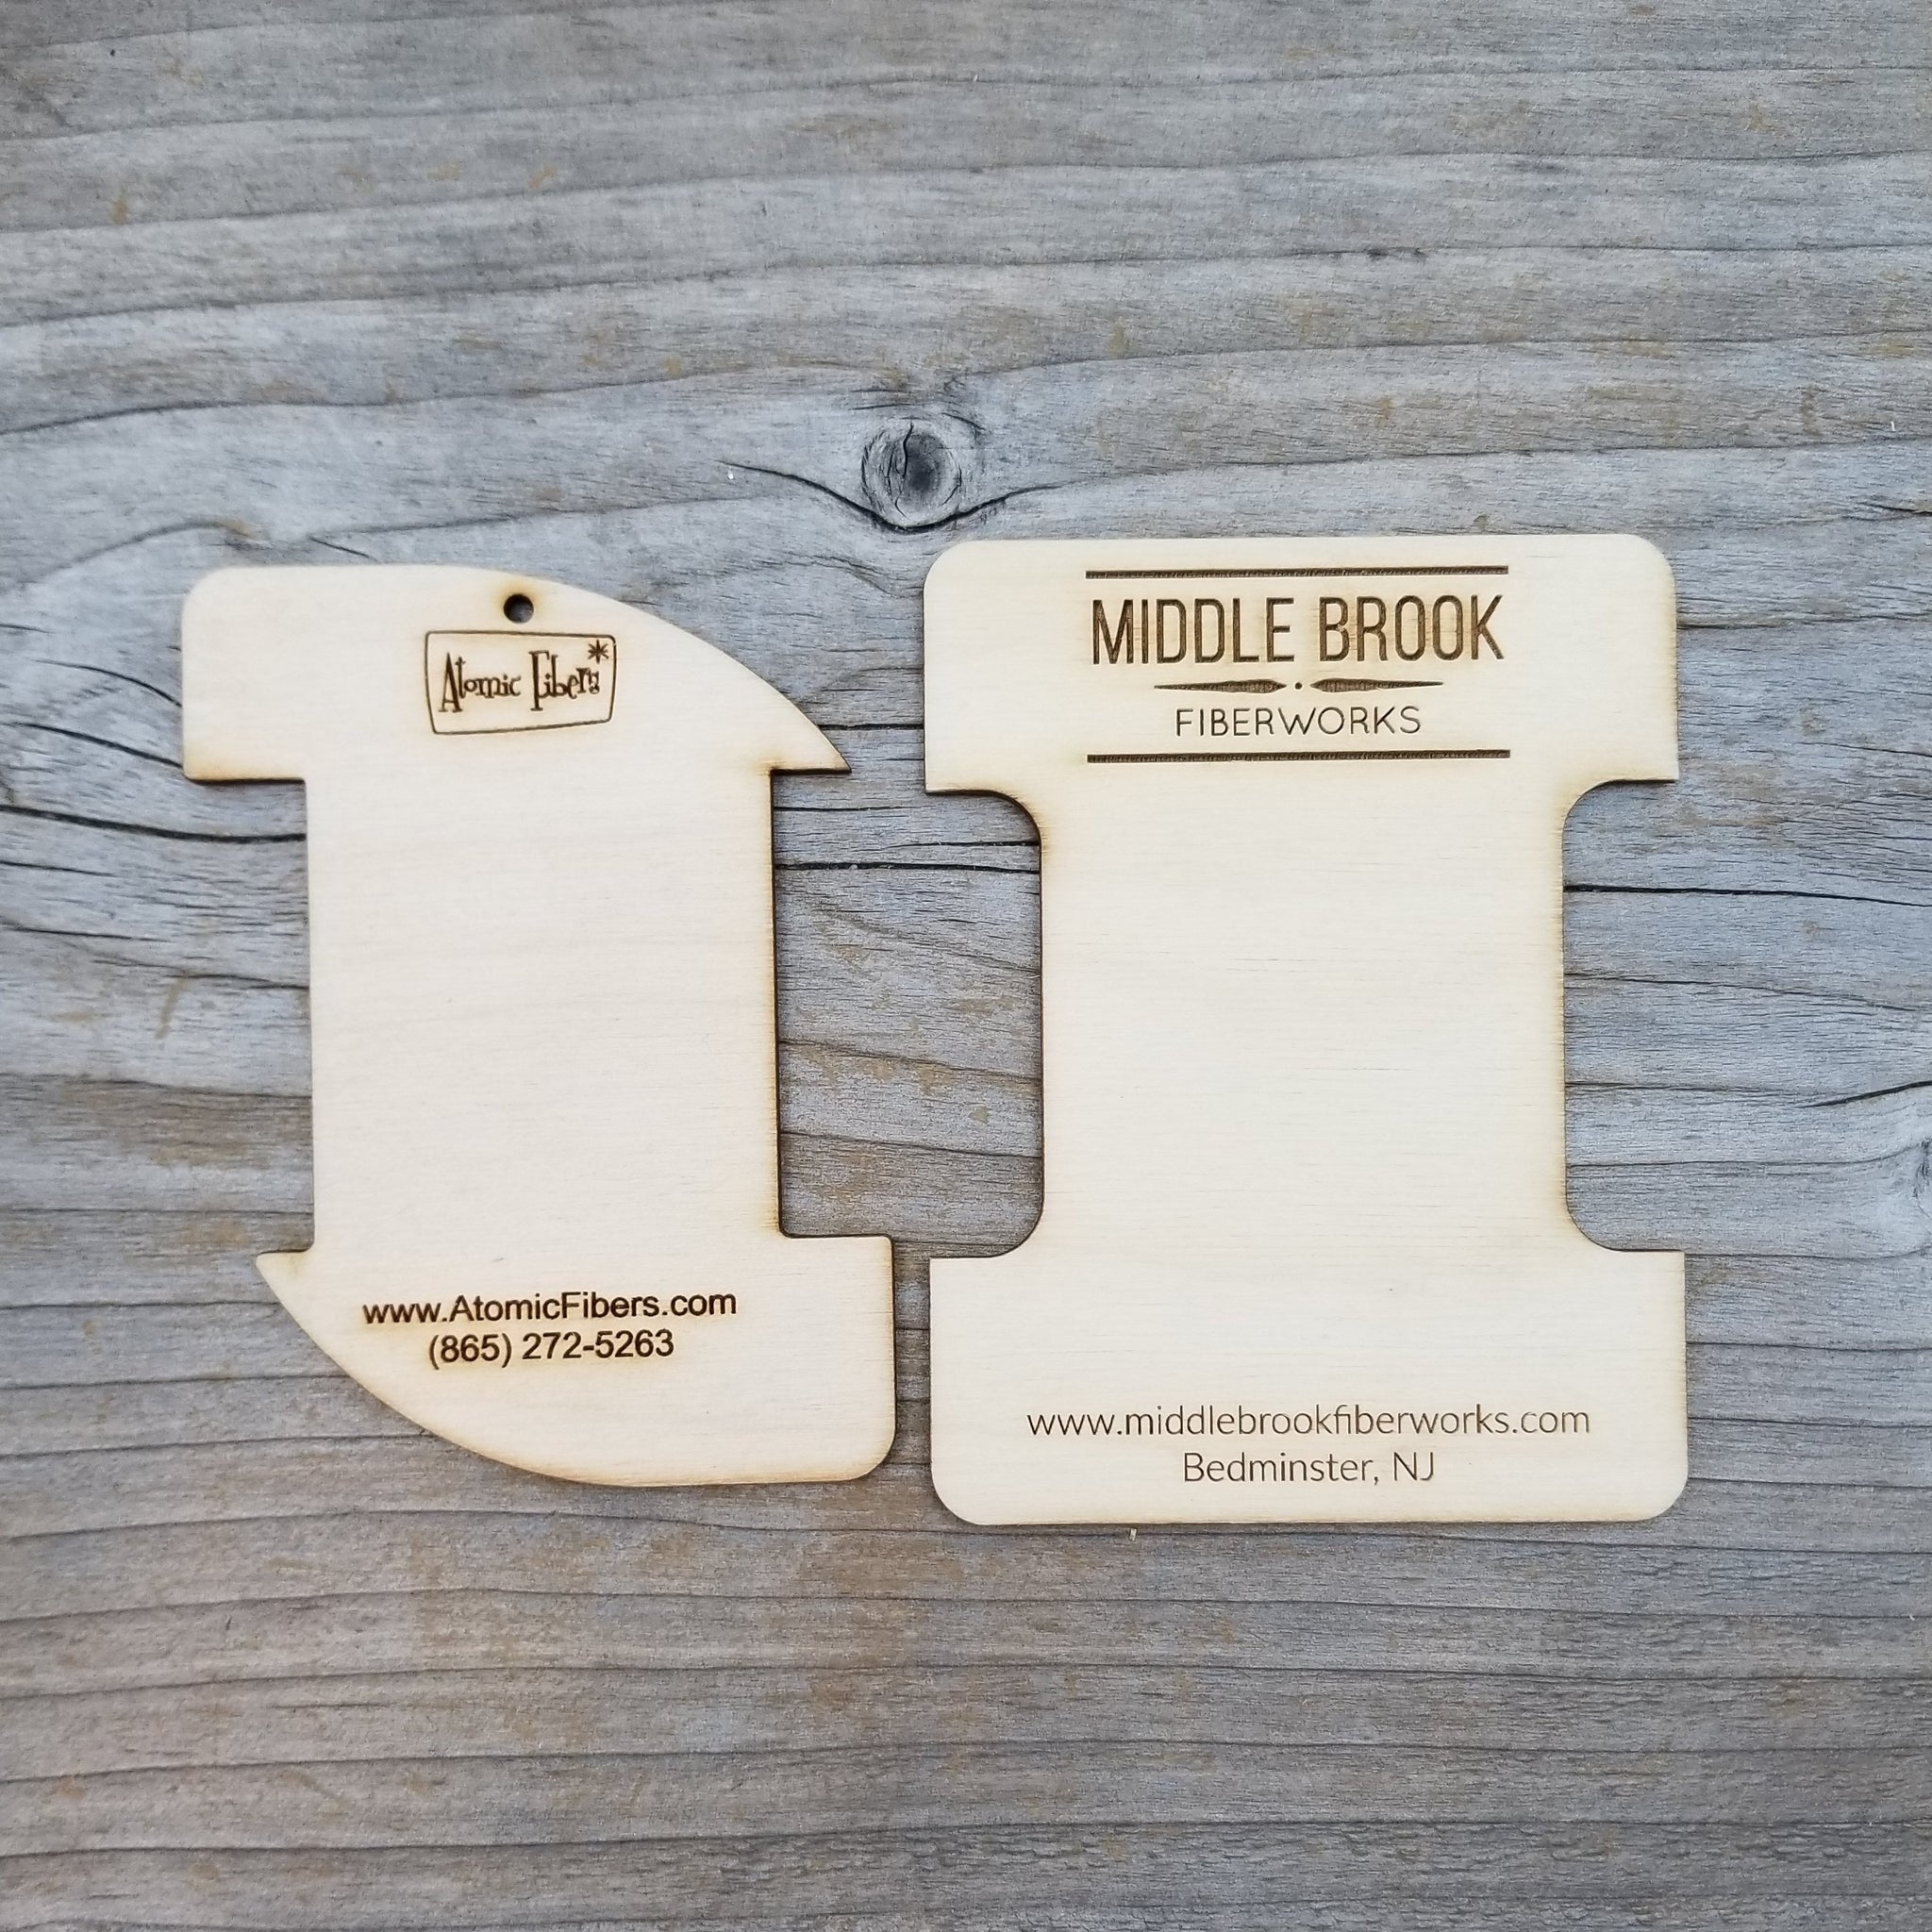 Atomic Fibers
www.AtomicFibers.com
(865) 272-5263
MIDDLE BROOK
FIBERWORKS
www.middlebrookfiberworks.com
Bedminster, NJ